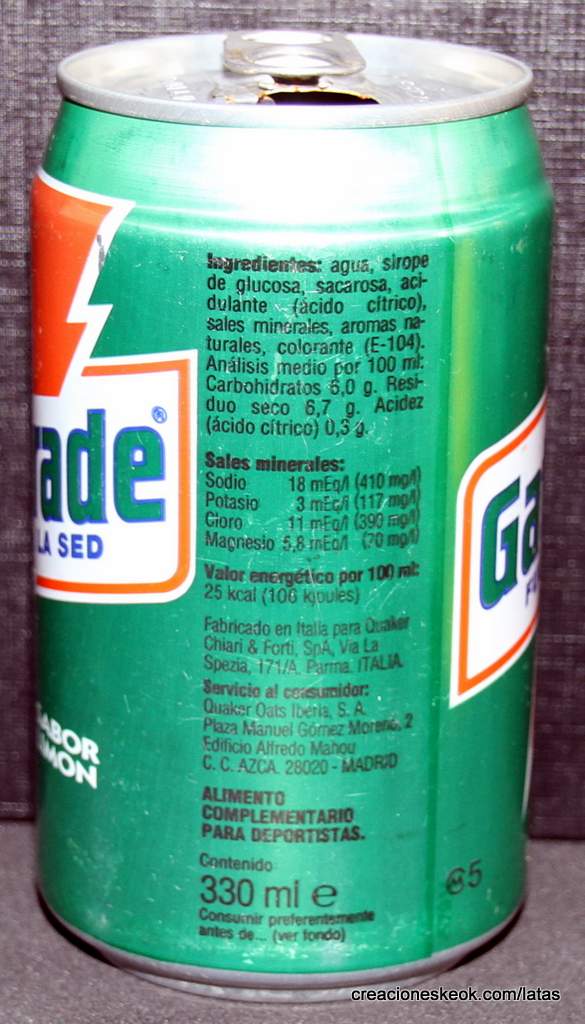 Ingredientes: agua, sirope
de glucosa, sacarosa, aci-
dulante (ácido cítrico),
sales minerales, aromas na-
turales, colorante (E-104).
Análisis medio por 100 ml:
Carbohidratos 6,0 g. Resi-
duo seco 6,7 g. Acidez
(ácido cítrico) 0,3 g.
Sales minerales:
Sodio 18 mEq/l (410 mg/l)
Potasio 3 mEq/l (117 mg/l)
Cloro 11 mEq/l (390 mg/l)
Magnesio 5,8 mEq/l (70 mg/l)
Valor energético por 100 ml:
25 kcal (106 kjoules)
Fabricado en Italia para Quaker
Chiari & Forti, SpA, Via La
Spezia, 171/A. Parma. ITALIA.
Servicio al consumidor:
Quaker Oats Iberia, S. A.
Plaza Manuel Gómez Moreno, 2
Edificio Alfredo Mahou
C. C. AZCA. 28020 - MADRID
ALIMENTO
COMPLEMENTARIO
PARA DEPORTISTAS.
Contenido
330 ml e
Consumir preferentemente
antes de... (ver fondo)
rade®
LA SED
SABOR
LIMON
Ga
FU
5
creacioneskeok.com/latas